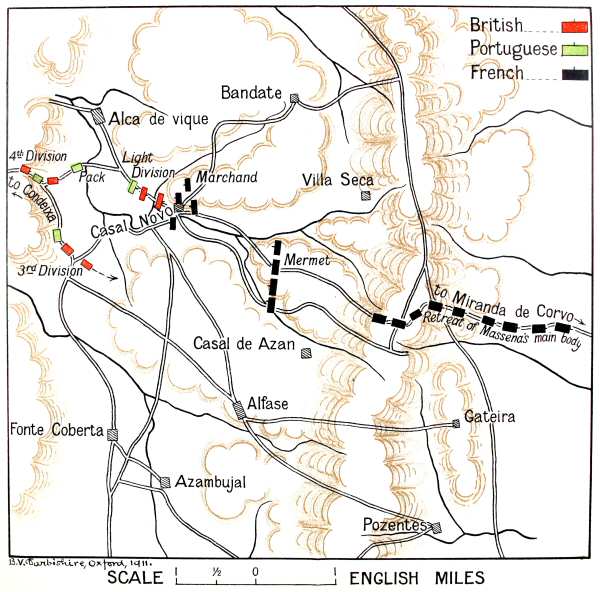 British
Portuguese
French
Bandate
Alca de vique
4th Division
Light
Division
Pack
Marchand
Villa Seca
to Condeixa
Casal Novo
3rd Division
Mermet
to Miranda de Corvo
Retreat of Massena's main body
Casal de Azan
Alfase
Gateira
Fonte Coberta
Azambujal
Pozentes
B.V. Darbishire, Oxford, 1911.
SCALE 1 ½ 0 1 ENGLISH MILES